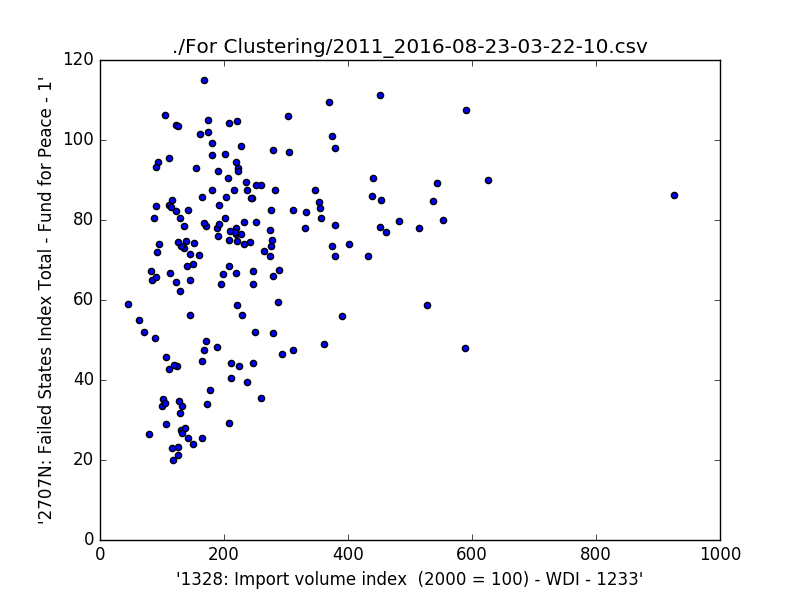 ./For Clustering/2011_2016-08-23-03-22-10.csv
'2707N: Failed States Index Total - Fund for Peace - 1'
120
100
80
60
40
20
0
0 200 400 600 800 1000
'1328: Import volume index  (2000 = 100) - WDI - 1233'